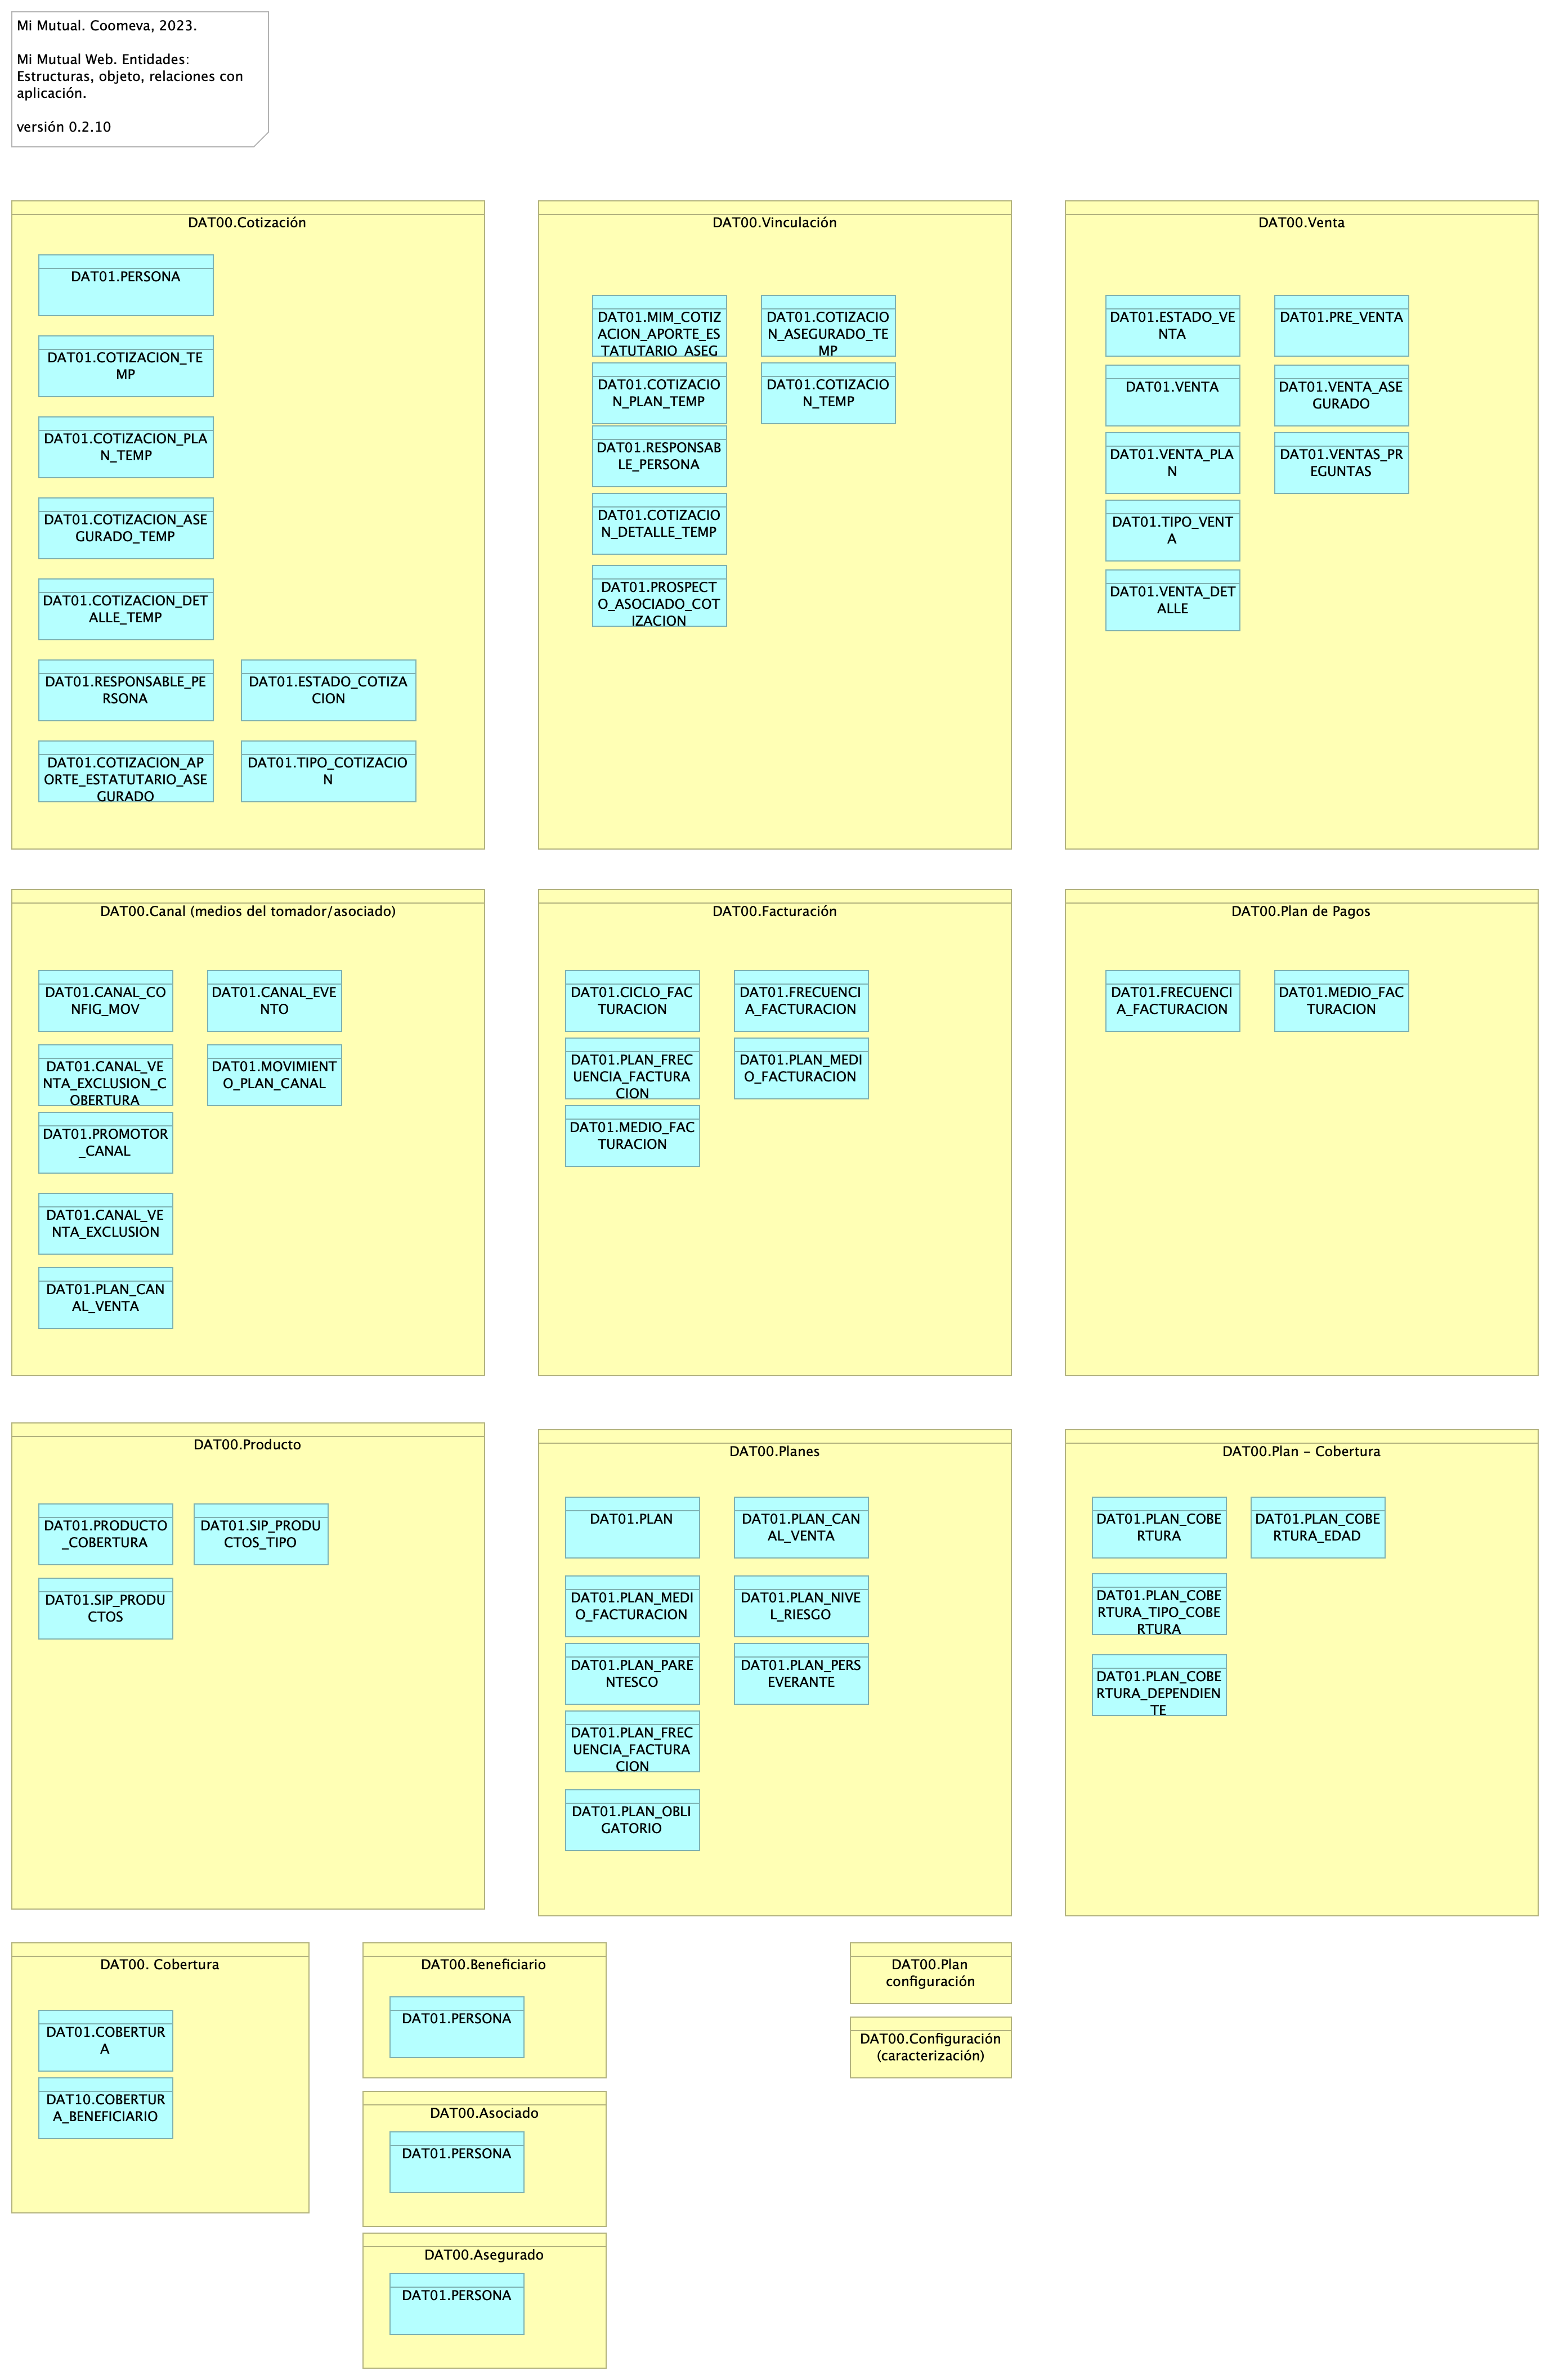 Mi Mutual. Coomeva, 2023.
Mi Mutual Web. Entidades:
Estructuras, objeto, relaciones con
aplicación.
versión 0.2.10
DAT00.Cotización
DAT01.PERSONA
DAT01.COTIZACION_TE
MP
DAT01.COTIZACION_PLA
N_TEMP
DAT01.COTIZACION_ASE
GURADO_TEMP
DAT01.COTIZACION_DET
ALLE_TEMP
DAT01.RESPONSABLE_PE
RSONA
DAT01.ESTADO_COTIZA
CION
DAT01.COTIZACION_AP
ORTE_ESTATUTARIO_ASE
GURADO
DAT01.TIPO_COTIZACIO
N
DAT00.Vinculación
DAT01.MIM_COTIZ
ACION_APORTE_ES
TATUTARIO_ASEG
DAT01.COTIZACIO
N_ASEGURADO_TE
MP
DAT01.COTIZACIO
N_PLAN_TEMP
DAT01.COTIZACIO
N_TEMP
DAT01.RESPONSAB
LE_PERSONA
DAT01.COTIZACIO
N_DETALLE_TEMP
DAT01.PROSPECT
O_ASOCIADO_COT
IZACION
DAT00.Venta
DAT01.ESTADO_VE
NTA
DAT01.PRE_VENTA
DAT01.VENTA
DAT01.VENTA_ASE
GURADO
DAT01.VENTA_PLA
N
DAT01.VENTAS_PR
EGUNTAS
DAT01.TIPO_VENT
A
DAT01.VENTA_DET
ALLE
DAT00.Canal (medios del tomador/asociado)
DAT01.CANAL_CO
NFIG_MOV
DAT01.CANAL_EVE
NTO
DAT01.CANAL_VE
NTA_EXCLUSION_C
OBERTURA
DAT01.MOVIMIENT
O_PLAN_CANAL
DAT01.PROMOTOR
_CANAL
DAT01.CANAL_VE
NTA_EXCLUSION
DAT01.PLAN_CAN
AL_VENTA
DAT00.Facturación
DAT01.CICLO_FAC
TURACION
DAT01.FRECUENCI
A_FACTURACION
DAT01.PLAN_FREC
UENCIA_FACTURA
CION
DAT01.PLAN_MEDI
O_FACTURACION
DAT01.MEDIO_FAC
TURACION
DAT00.Plan de Pagos
DAT01.FRECUENCI
A_FACTURACION
DAT01.MEDIO_FAC
TURACION
DAT00.Producto
DAT01.PRODUCTO
_COBERTURA
DAT01.SIP_PRODU
CTOS_TIPO
DAT01.SIP_PRODU
CTOS
DAT00.Planes
DAT01.PLAN
DAT01.PLAN_CAN
AL_VENTA
DAT01.PLAN_MEDI
O_FACTURACION
DAT01.PLAN_NIVE
L_RIESGO
DAT01.PLAN_PARE
NTESCO
DAT01.PLAN_PERS
EVERANTE
DAT01.PLAN_FREC
UENCIA_FACTURA
CION
DAT01.PLAN_OBLI
GATORIO
DAT00.Plan – Cobertura
DAT01.PLAN_COBE
RTURA
DAT01.PLAN_COBE
RTURA_EDAD
DAT01.PLAN_COBE
RTURA_TIPO_COBE
RTURA
DAT01.PLAN_COBE
RTURA_DEPENDIEN
TE
DAT00. Cobertura
DAT01.COBERTUR
A
DAT10.COBERTUR
A_BENEFICIARIO
DAT00.Beneficiario
DAT01.PERSONA
DAT00.Asociado
DAT01.PERSONA
DAT00.Asegurado
DAT01.PERSONA
DAT00.Plan
configuración
DAT00.Configuración
(caracterización)